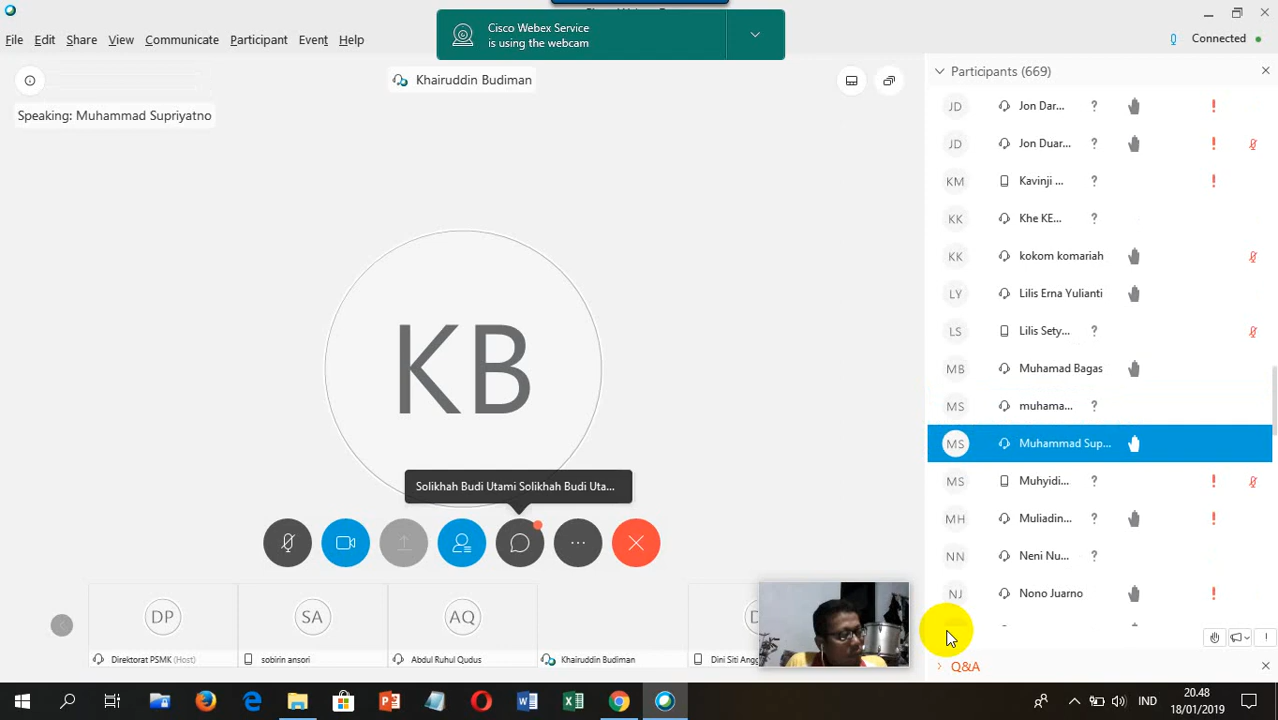 Cisco Webex Service
is using the webcam
File Edit Share View Communicate Participant Event Help
Connected
Khairuddin Budiman
Speaking: Muhammad Supriyatno
KB
Solikhah Budi Utami Solikhah Budi Uta...
DP
Direktorat PSMK (Host)
SA
sobirin ansori
AQ
Abdul Ruhul Qudus
Khairuddin Budiman
Dini Siti Angg
Participants (669)
JD Jon Dar... ?
JD Jon Duar... ?
KM Kavinji ... ?
KK Khe KE... ?
KK kokom komariah
LY Lilis Erna Yulianti
LS Lilis Sety... ?
MB Muhamad Bagas
MS muhama... ?
MS Muhammad Sup...
MS Muhyidi... ?
MH Muliadin... ?
NN Neni Nu... ?
NJ Nono Juarno
Q&A
IND
20.48
18/01/2019